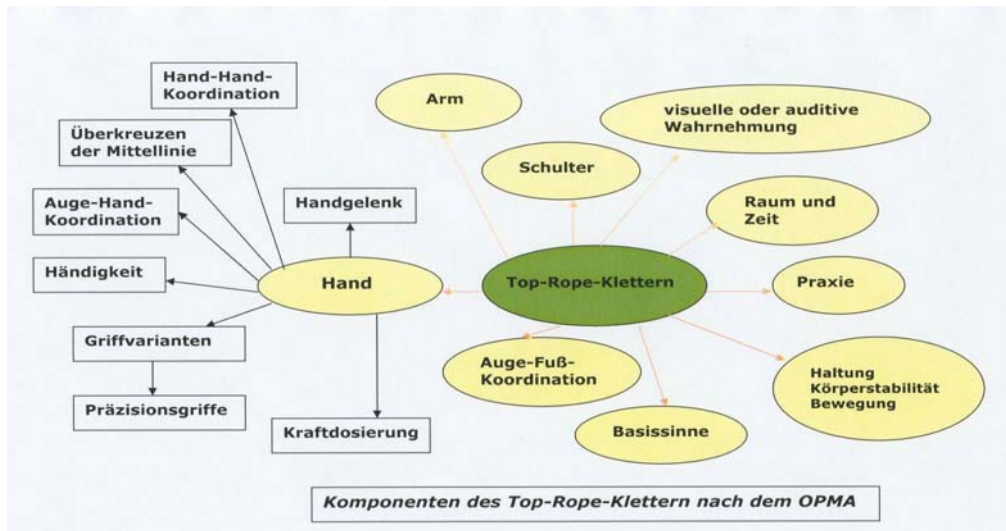 Hand-Hand-
Koordination
Arm
visuelle oder auditive
Wahrnehmung
Überkreuzen
der Mittellinie
Schulter
Auge-Hand-
Koordination
Handgelenk
Raum und
Zeit
Händigkeit
Hand
Top-Rope-Klettern
Praxie
Griffvarianten
Auge-Fuß-
Koordination
Haltung
Körperstabilität
Bewegung
Präzisionsgriffe
Kraftdosierung
Basissinne
Komponenten des Top-Rope-Klettern nach dem OPMA